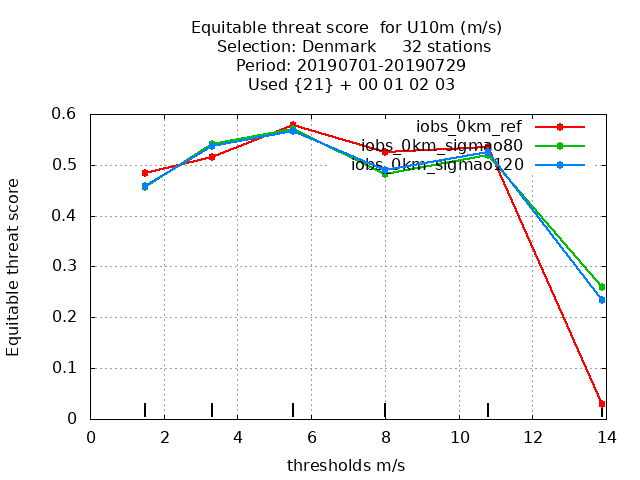 Equitable threat score  for U10m (m/s)
Selection: Denmark     32 stations
Period: 20190701-20190729
Used {21} + 00 01 02 03
iobs_0km_ref
iobs_0km_sigmao80
iobs_0km_sigmao120
Equitable threat score
0.6
0.5
0.4
0.3
0.2
0.1
0
0 2 4 6 8 10 12 14
thresholds m/s